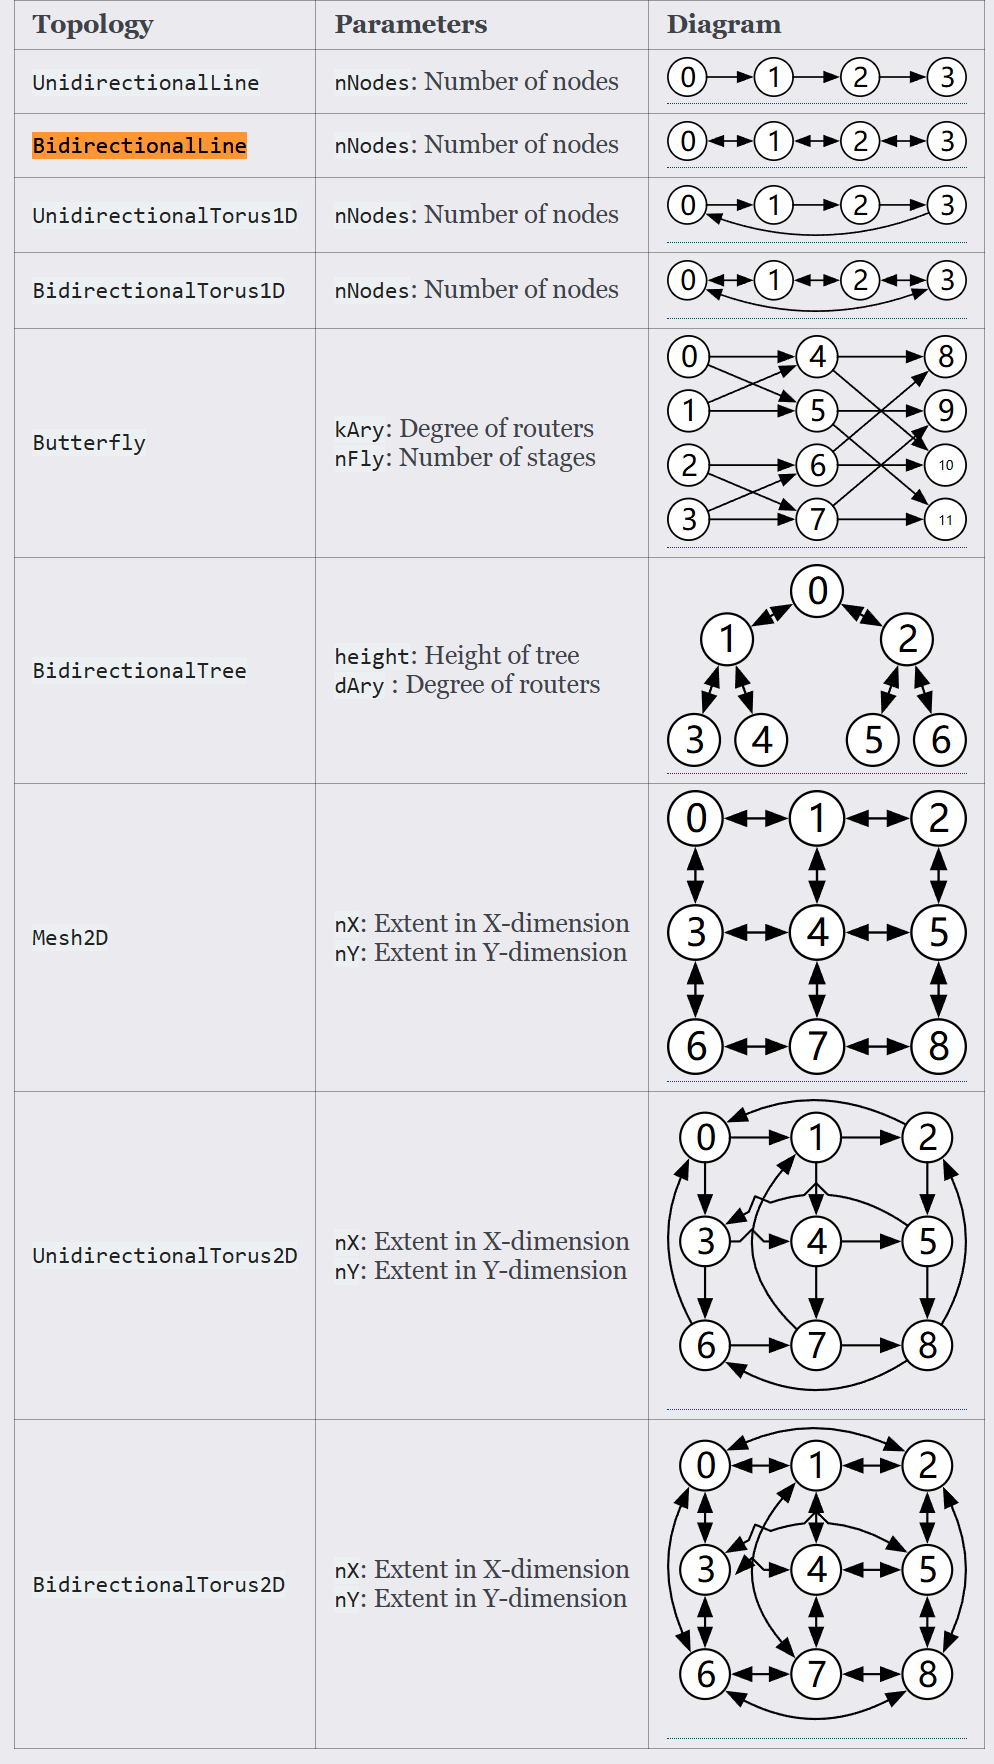 Topology Parameters Diagram
UnidirectionalLine nNodes: Number of nodes 0 1 2 3
BidirectionalLine nNodes: Number of nodes 0 1 2 3
UnidirectionalTorus1D nNodes: Number of nodes 0 1 2 3
BidirectionalTorus1D nNodes: Number of nodes 0 1 2 3
0 4 8
1 5 9
Butterfly kAry: Degree of routers
nFly: Number of stages
2 6 10
3 7 11
0
1 2
BidirectionalTree height: Height of tree
dAry : Degree of routers
3 4 5 6
0 1 2
Mesh2D nX: Extent in X-dimension
nY: Extent in Y-dimension
3 4 5
6 7 8
0 1 2
UnidirectionalTorus2D nX: Extent in X-dimension
nY: Extent in Y-dimension
3 4 5
6 7 8
0 1 2
BidirectionalTorus2D nX: Extent in X-dimension
nY: Extent in Y-dimension
3 4 5
6 7 8